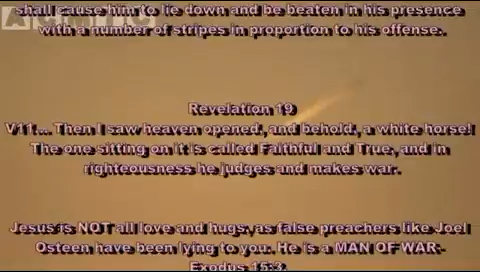 shall cause him to lie down and be beaten in his presence
with a number of stripes in proportion to his offense.
Revelation 19
V11... Then I saw heaven opened, and behold, a white horse!
The one sitting on it is called Faithful and True, and in
righteousness he judges and makes war.
Jesus is NOT all love and hugs, as false preachers like Joel
Osteen have been lying to you. He is a MAN OF WAR-
Exodus 15:3.